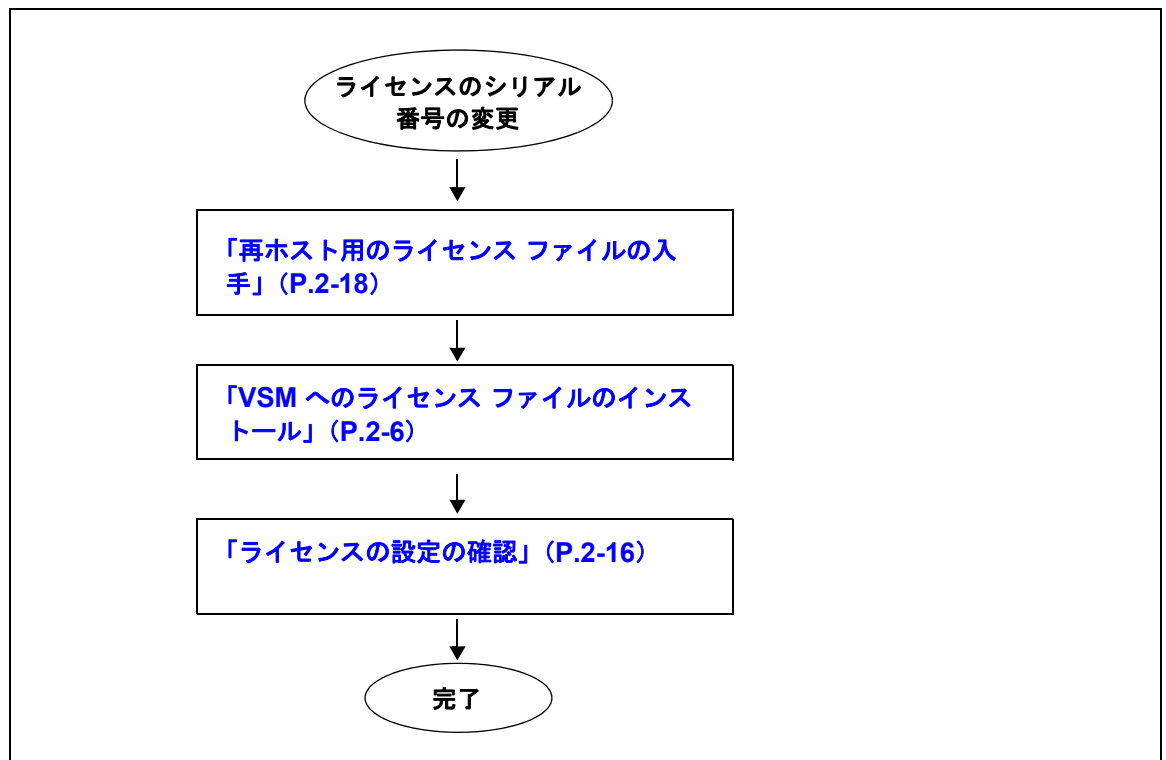 ライセンスのシリアル
番号の変更
「再ホスト用のライセンス ファイルの入
手」（P.2-18）
「VSM へのライセンス ファイルのインス
トール」（P.2-6）
「ライセンスの設定の確認」（P.2-16）
完了